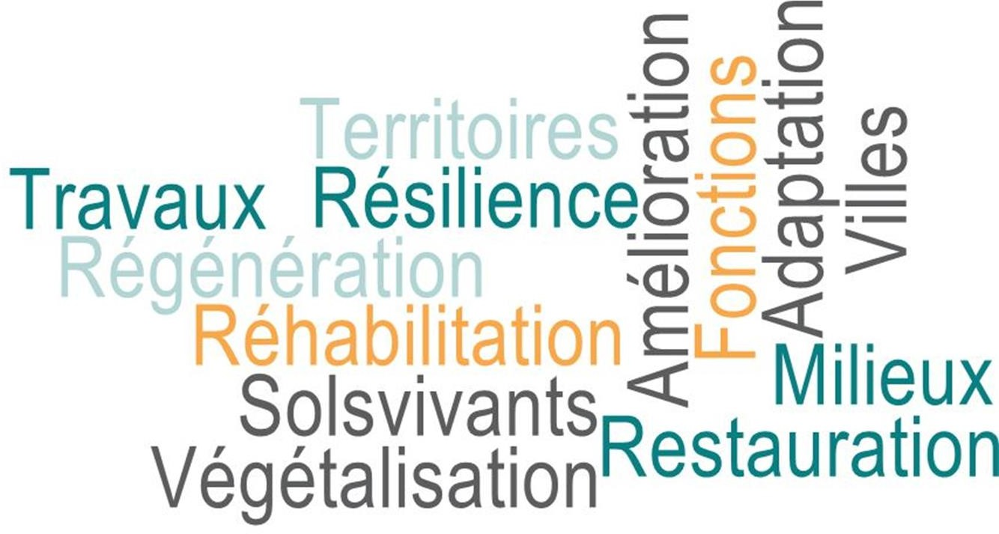 Territoires
Travaux
Résilience
Régénération
Réhabilitation
Solsvivants
Végétalisation
Amélioration
Fonctions
Adaptation
Villes
Milieux
Restauration